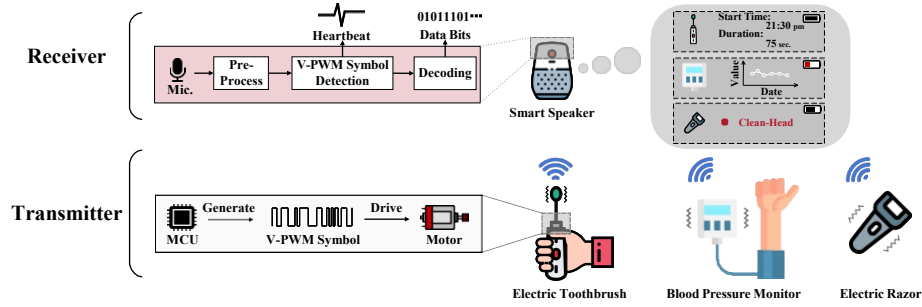 Receiver
Heartbeat
01011101···
Data Bits
Mic.
Pre-
Process
V-PWM Symbol
Detection
Decoding
Smart Speaker
Start Time:
21:30 pm
Duration:
75 sec.
Value
Date
Clean-Head
Transmitter
MCU
Generate
V-PWM Symbol
Drive
Motor
Electric Toothbrush
Blood Pressure Monitor
Electric Razor